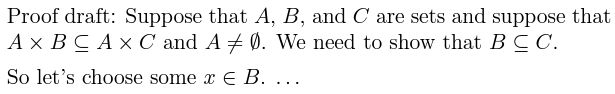 Proof draft: Suppose that A, B, and C are sets and suppose that
A × B ⊆ A × C and A ≠ ∅. We need to show that B ⊆ C.
So let's choose some x ∈ B. ...